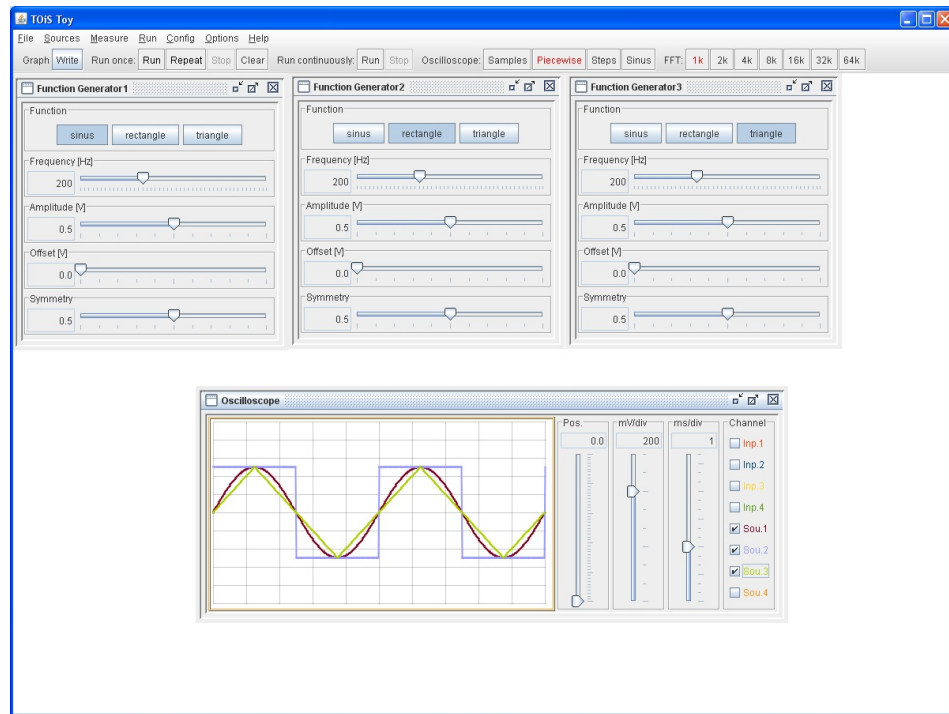 TOiS Toy
File Sources Measure Run Config Options Help
Graph Write Run once: Run Repeat Stop Clear Run continuously: Run Stop Oscilloscope: Samples Piecewise Steps Sinus FFT: 1k 2k 4k 8k 16k 32k 64k
Function Generator1
Function
sinus rectangle triangle
Frequency [Hz]
200
Amplitude [V]
0.5
Offset [V]
0.0
Symmetry
0.5
Function Generator2
Function
sinus rectangle triangle
Frequency [Hz]
200
Amplitude [V]
0.5
Offset [V]
0.0
Symmetry
0.5
Function Generator3
Function
sinus rectangle triangle
Frequency [Hz]
200
Amplitude [V]
0.5
Offset [V]
0.0
Symmetry
0.5
Oscilloscope
Pos. mV/div ms/div Channel
0.0 200 1
Inp.1
Inp.2
Inp.3
Inp.4
Sou.1
Sou.2
Sou.3
Sou.4